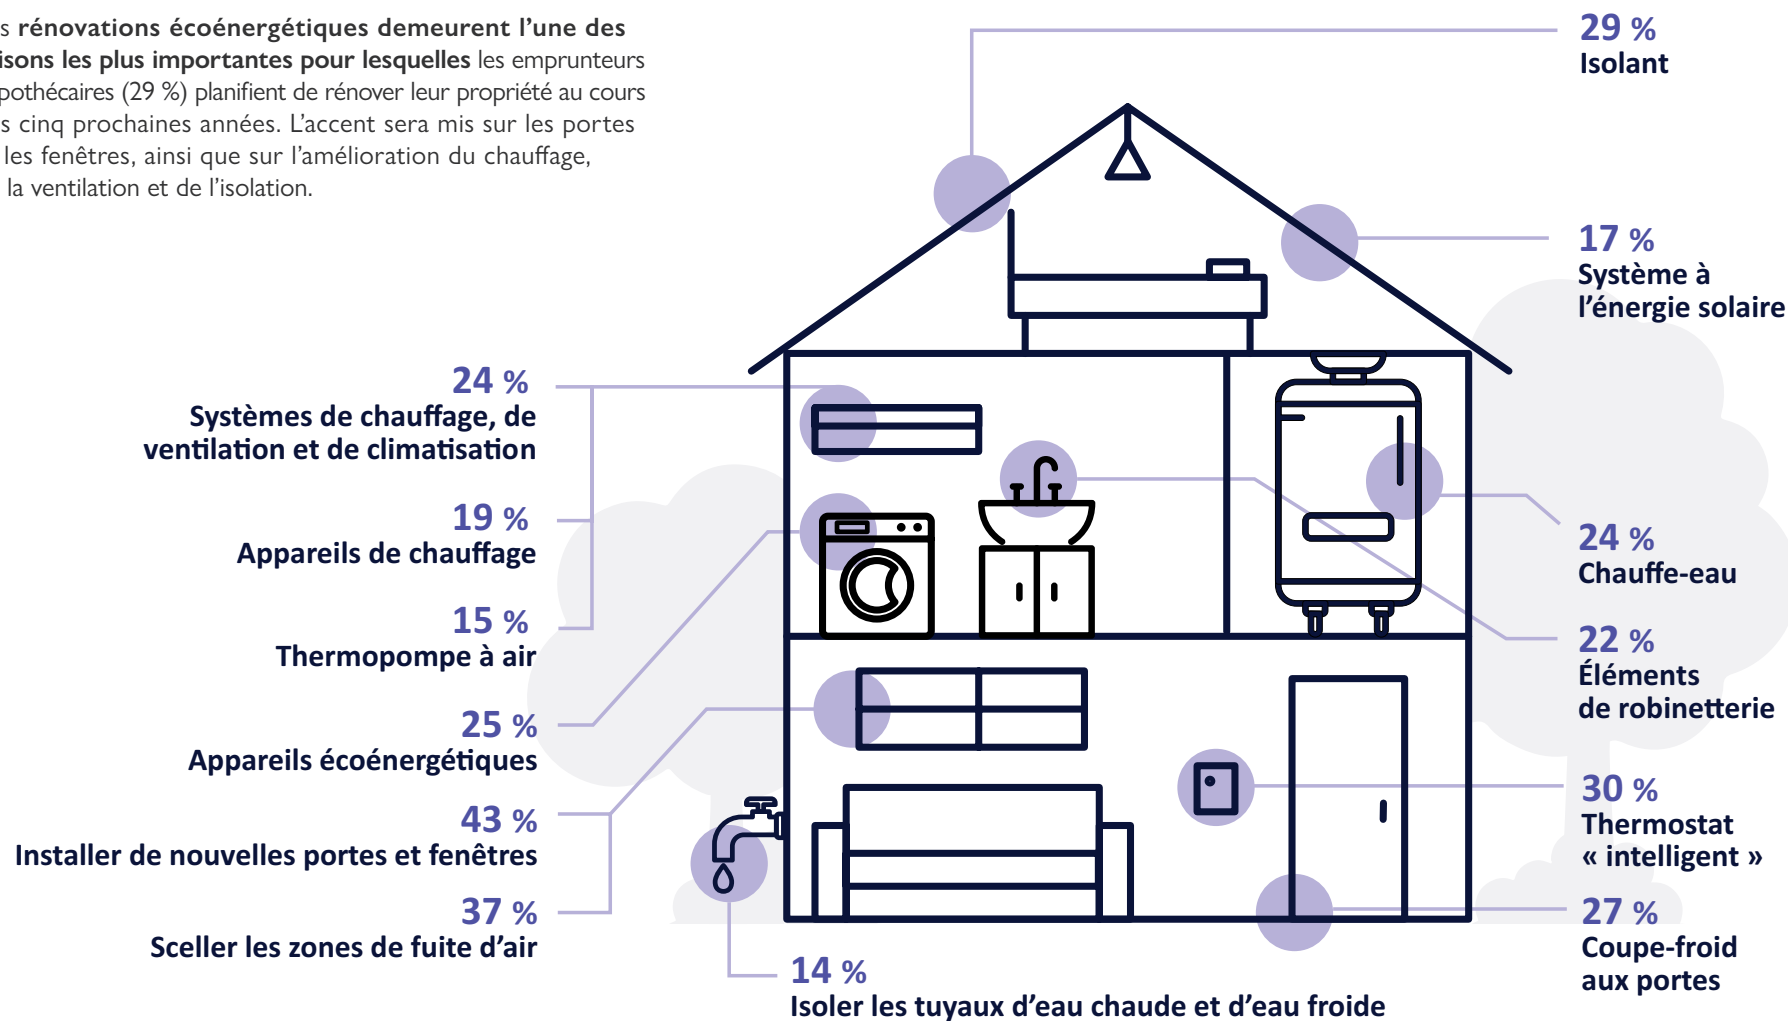 s rénovations écoénergétiques demeurent l’une des
isons les plus importantes pour lesquelles les emprunteurs
pothécaires (29 %) planifient de rénover leur propriété au cours
s cinq prochaines années. L’accent sera mis sur les portes
les fenêtres, ainsi que sur l’amélioration du chauffage,
la ventilation et de l’isolation.
29 %
Isolant
17 %
Système à
l’énergie solaire
24 %
Systèmes de chauffage, de
ventilation et de climatisation
19 %
Appareils de chauffage
15 %
Thermopompe à air
25 %
Appareils écoénergétiques
43 %
Installer de nouvelles portes et fenêtres
37 %
Sceller les zones de fuite d’air
24 %
Chauffe-eau
22 %
Éléments
de robinetterie
30 %
Thermostat
« intelligent »
27 %
Coupe-froid
aux portes
14 %
Isoler les tuyaux d’eau chaude et d’eau froide